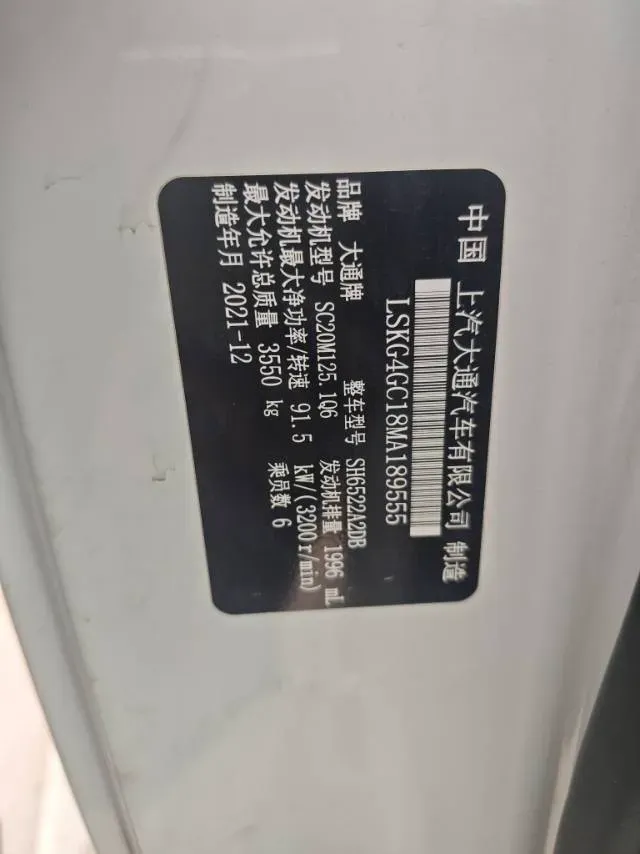 中国 上汽大通汽车有限公司 制造
LSKG4GC18MA189555
品牌 大通牌 整车型号 SH6522A2DB
发动机型号 SC20M125.1Q6 发动机排量 1996 mL
发动机最大净功率/转速 91.5 kW/(3200r/min)
最大允许总质量 3550 kg 乘员数 6
制造年月 2021-12